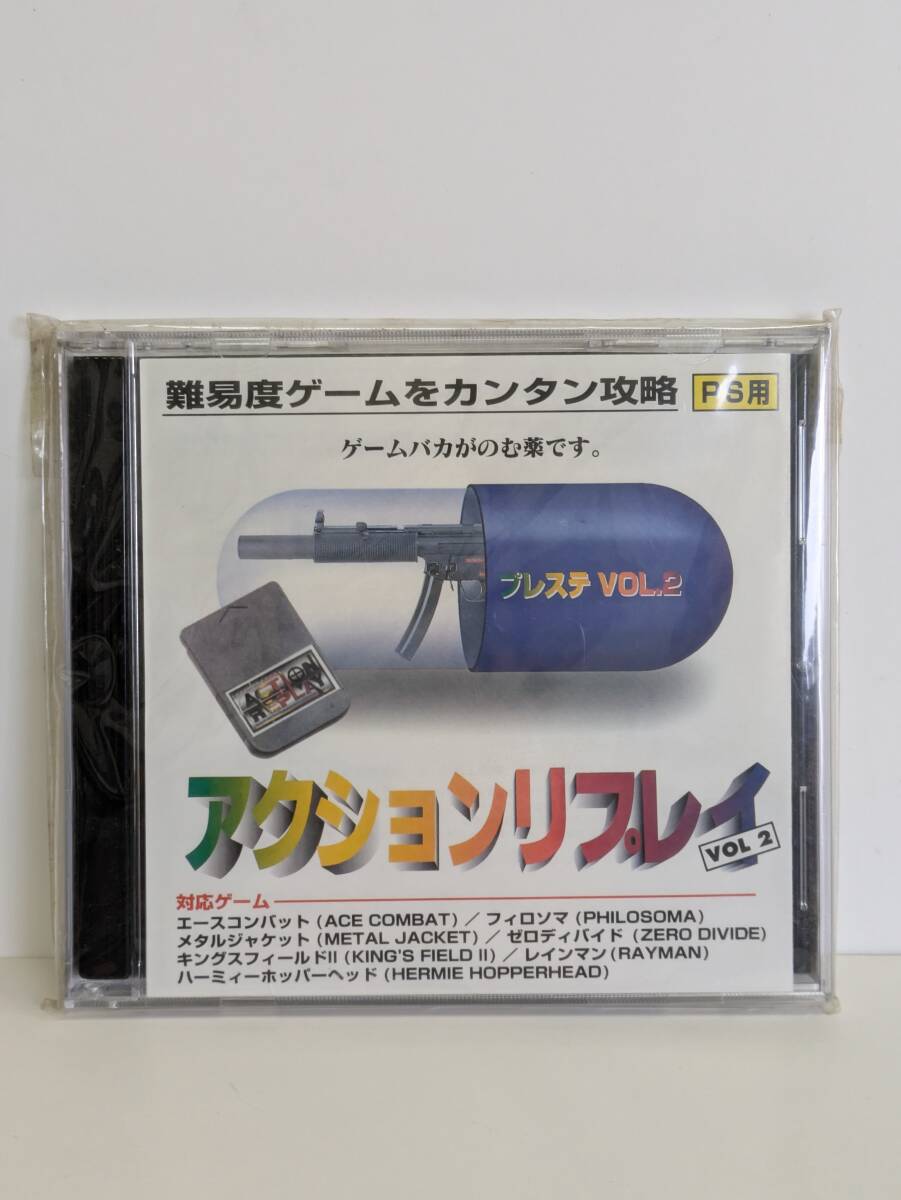 難易度ゲームをカンタン攻略 PS用
ゲームバカがのむ薬です。
プレステ VOL.2
ACTION
REPLAY
アクションリプレイ
VOL 2
対応ゲーム
エースコンバット(ACE COMBAT)／フィロソマ(PHILOSOMA)
メタルジャケット(METAL JACKET)／ゼロディバイド(ZERO DIVIDE)
キングスフィールドII(KING'S FIELD II)／レインマン(RAYMAN)
ハーミィーホッパーヘッド(HERMIE HOPPERHEAD)